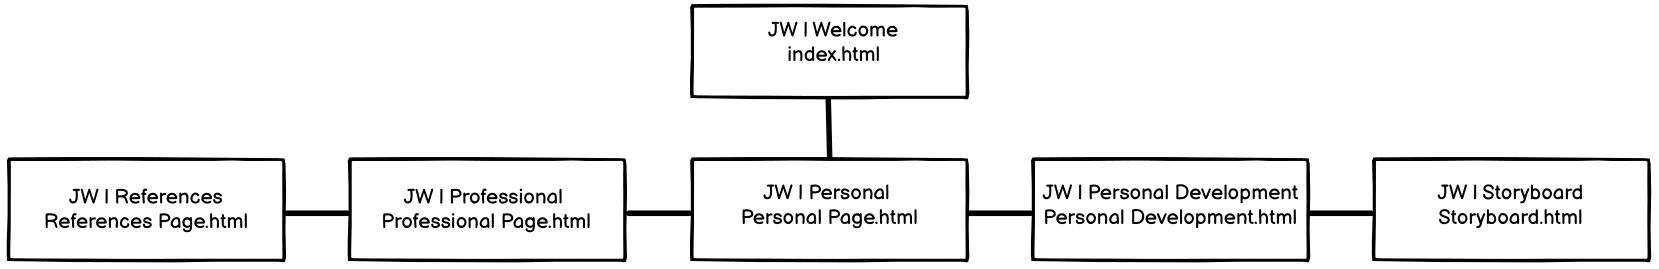 JW | Welcome
index.html
JW | References
References Page.html
JW | Professional
Professional Page.html
JW | Personal
Personal Page.html
JW | Personal Development
Personal Development.html
JW | Storyboard
Storyboard.html